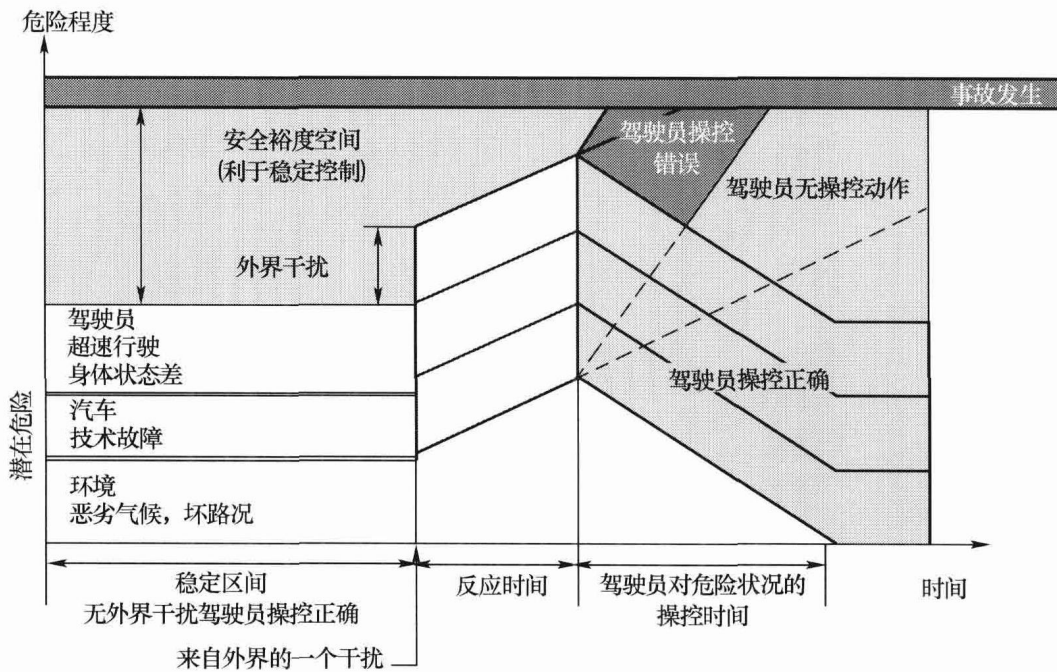 危险程度
事故发生
安全裕度空间
(利于稳定控制)
驾驶员操控
错误
驾驶员无操控动作
外界干扰
驾驶员
超速行驶
身体状态差
驾驶员操控正确
潜在危险
汽车
技术故障
环境
恶劣气候，坏路况
稳定区间
无外界干扰驾驶员操控正确
反应时间
驾驶员对危险状况的
操控时间
时间
来自外界的一个干扰